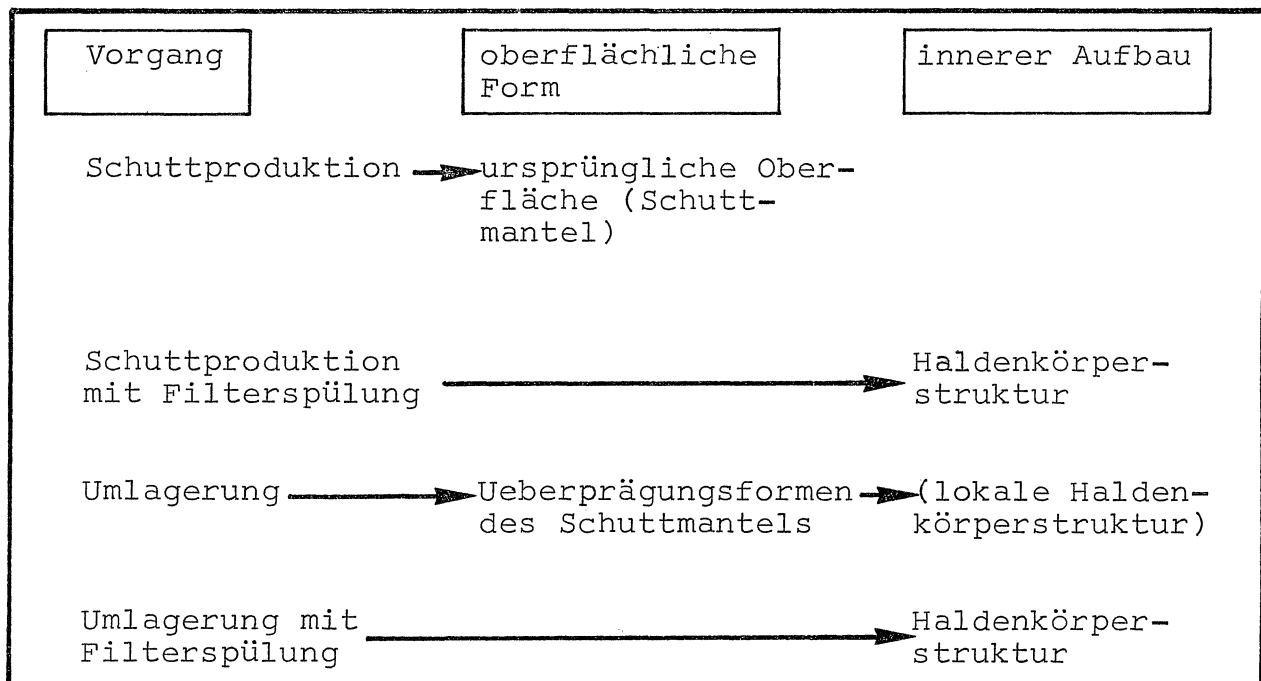 Vorgang
oberflächliche
Form
innerer Aufbau
Schuttproduktion
ursprüngliche Ober-
fläche (Schutt-
mantel)
Schuttproduktion
mit Filterspülung
Haldenkörper-
struktur
Umlagerung
Ueberprägungsformen
des Schuttmantels
(lokale Halden-
körperstruktur)
Umlagerung mit
Filterspülung
Haldenkörper-
struktur